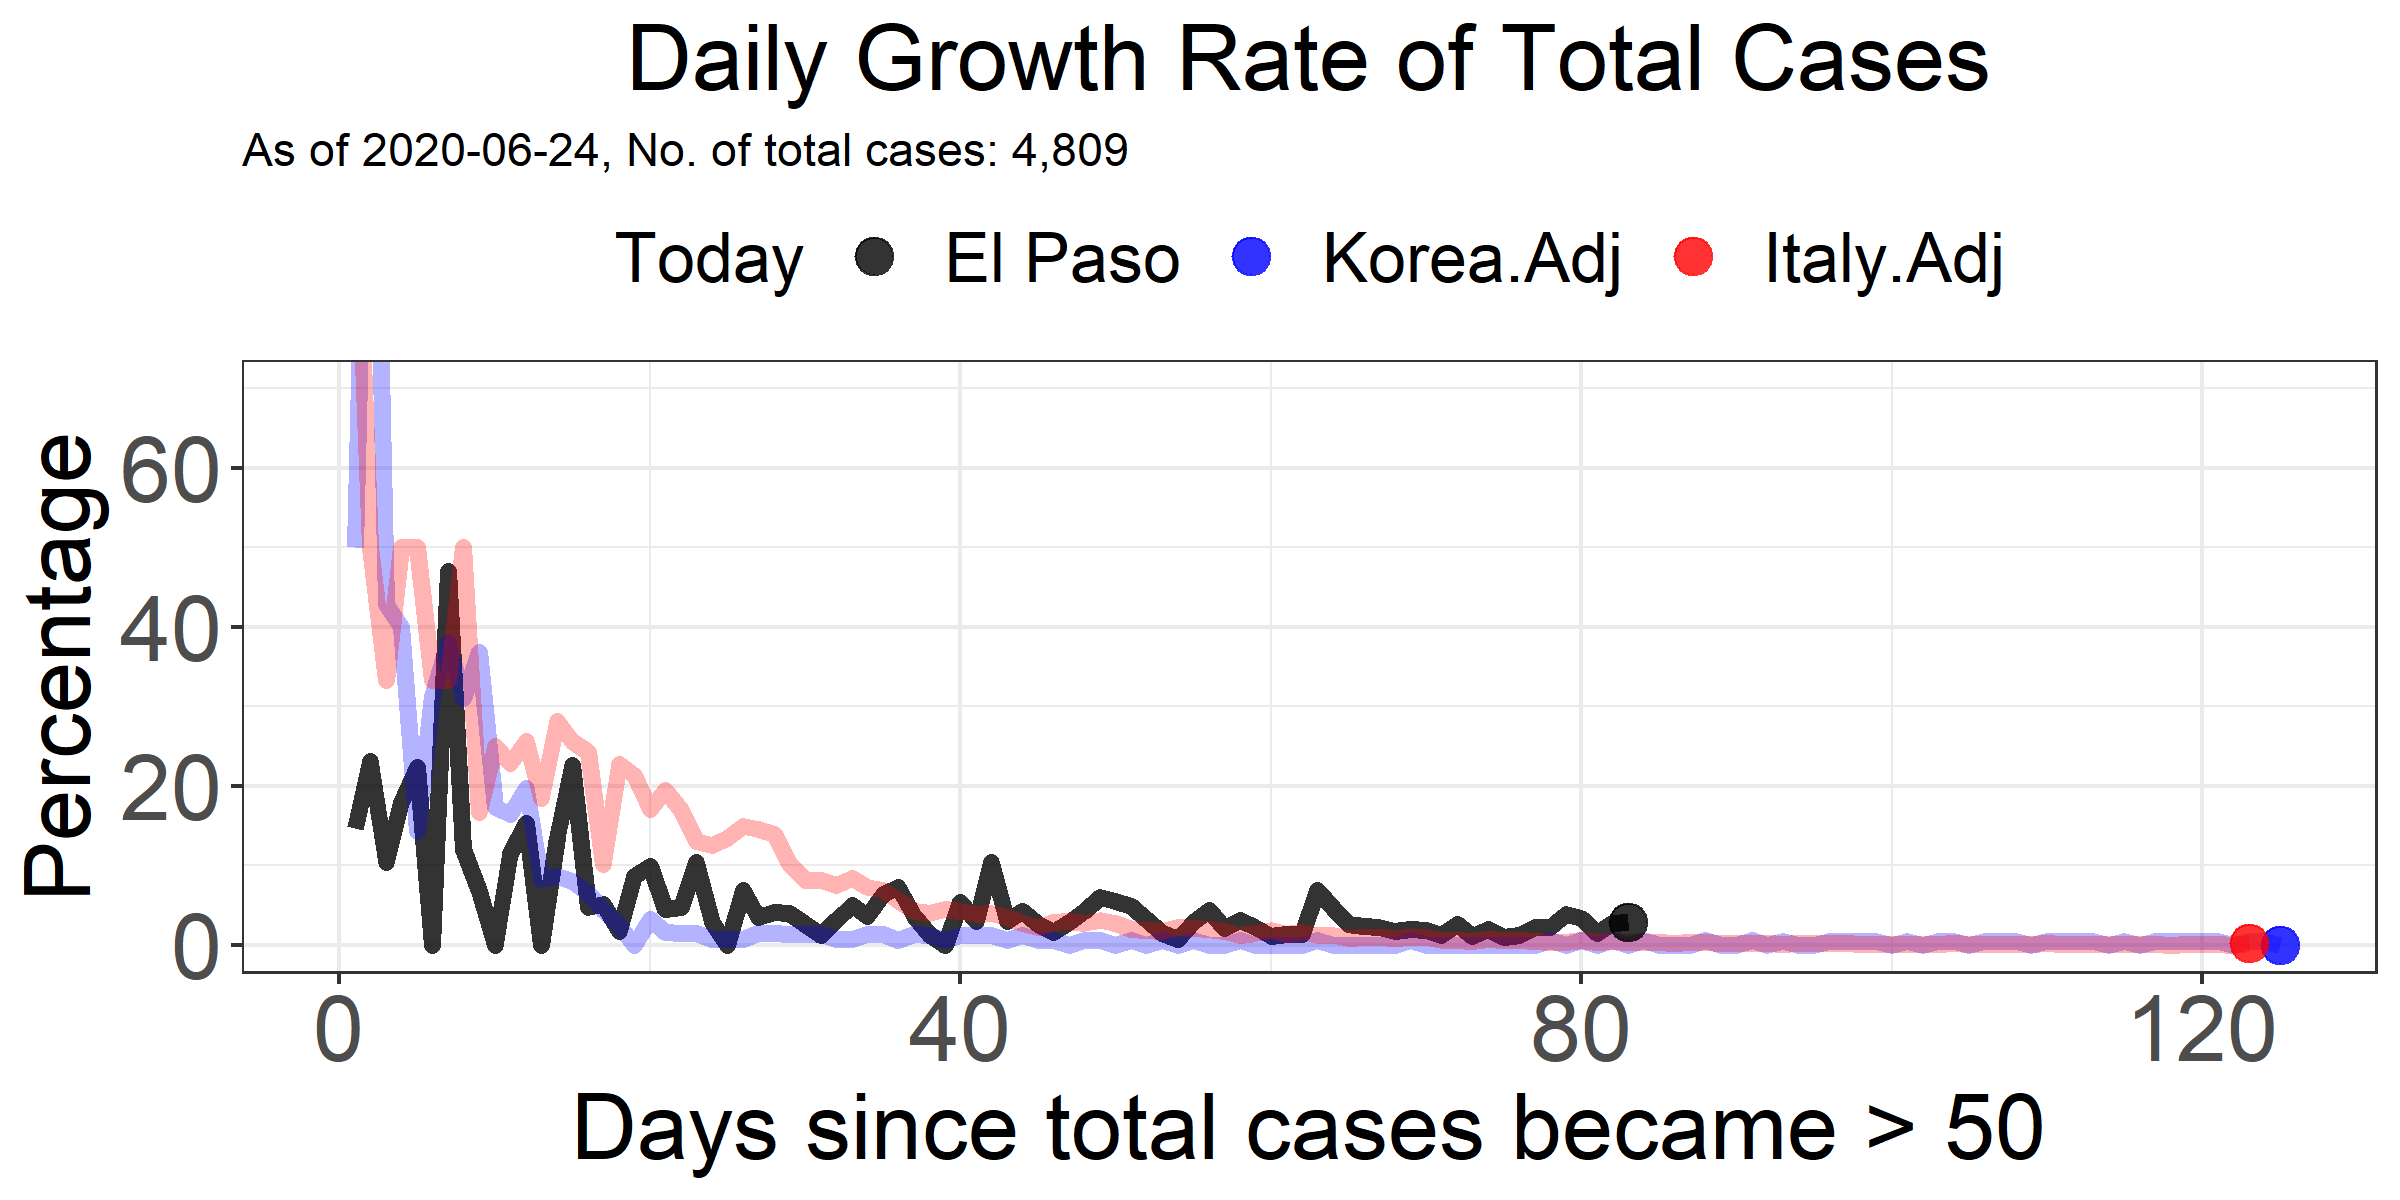 Daily Growth Rate of Total Cases
As of 2020-06-24, No. of total cases: 4,809
Today El Paso Korea.Adj Italy.Adj
Percentage
60
40
20
0
0 40 80 120
Days since total cases became > 50